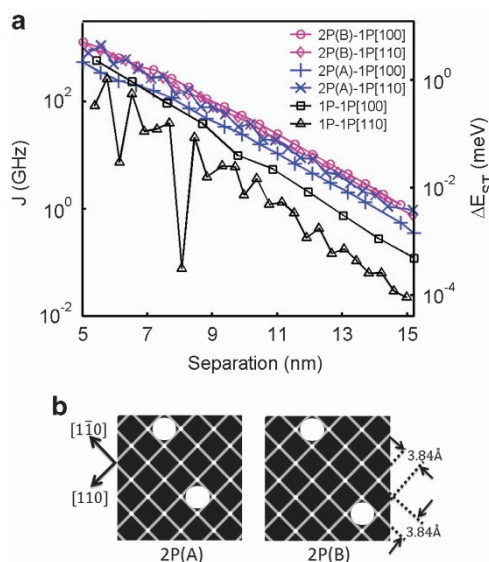 a
2P(B)-1P[100]
2P(B)-1P[110]
2P(A)-1P[100]
2P(A)-1P[110]
1P-1P[100]
1P-1P[110]
J (GHz)
10²
10⁰
10⁻²
ΔE_ST (meV)
10⁰
10⁻²
10⁻⁴
5 7 9 11 13 15
Separation (nm)
b
[11̄0]
[110]
3.84Å
3.84Å
2P(A) 2P(B)